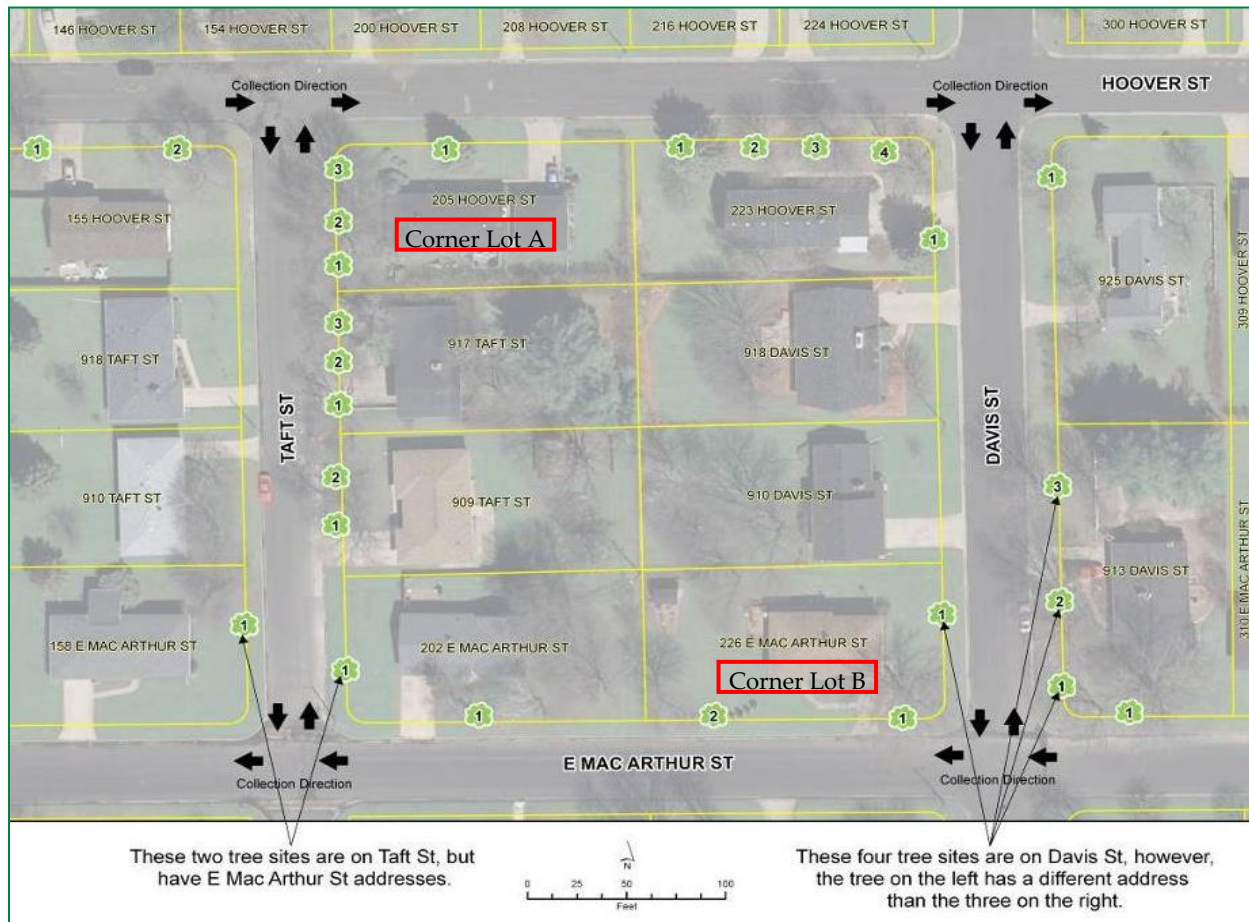 146 HOOVER ST
154 HOOVER ST
200 HOOVER ST
208 HOOVER ST
216 HOOVER ST
224 HOOVER ST
300 HOOVER ST
Collection Direction
Collection Direction
HOOVER ST
1
2
3
1
1
2
3
4
1
155 HOOVER ST
2
205 HOOVER ST
Corner Lot A
223 HOOVER ST
1
1
925 DAVIS ST
309 HOOVER ST
918 TAFT ST
3
917 TAFT ST
918 DAVIS ST
2
1
TAFT ST
DAVIS ST
910 TAFT ST
2
909 TAFT ST
910 DAVIS ST
3
1
913 DAVIS ST
310 E MAC ARTHUR ST
158 E MAC ARTHUR ST
1
202 E MAC ARTHUR ST
226 E MAC ARTHUR ST
1
2
1
Corner Lot B
1
1
2
1
1
E MAC ARTHUR ST
Collection Direction
Collection Direction
These two tree sites are on Taft St, but
have E Mac Arthur St addresses.
N
0 25 50 100
Feet
These four tree sites are on Davis St, however,
the tree on the left has a different address
than the three on the right.